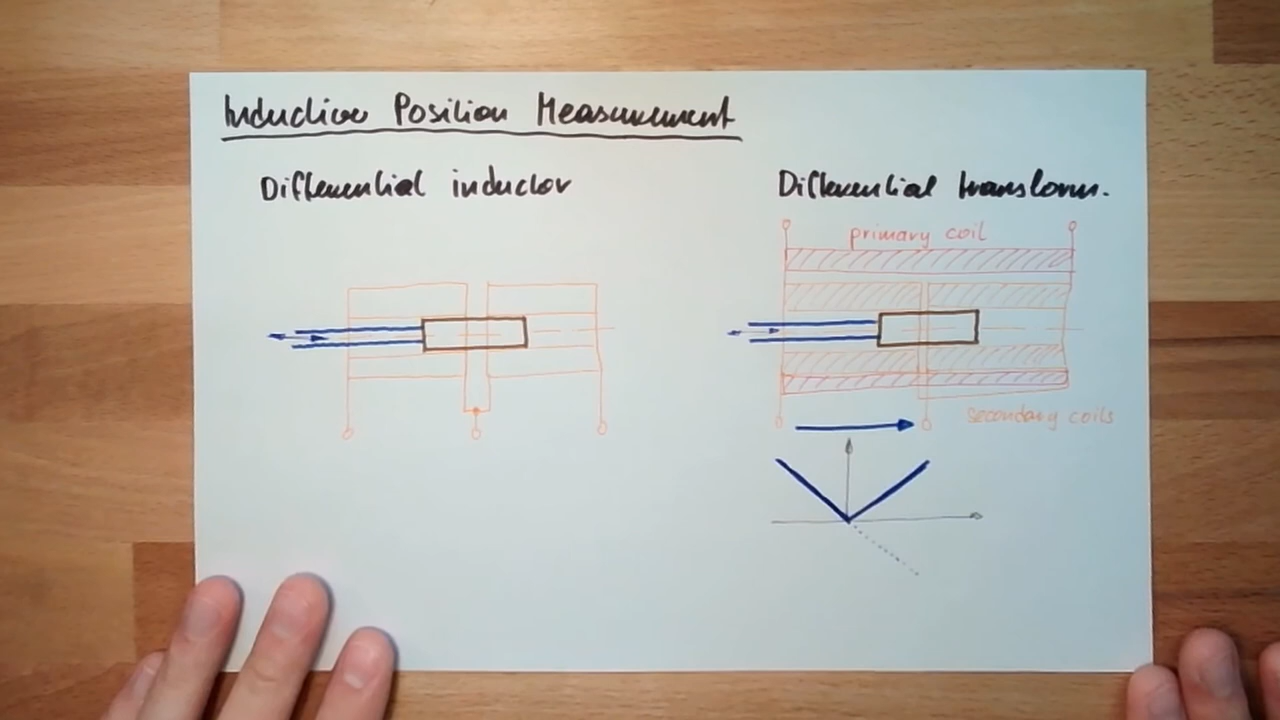 Inductive Position Measurement
Differential inductor
Differential transform.
primary coil
secondary coils